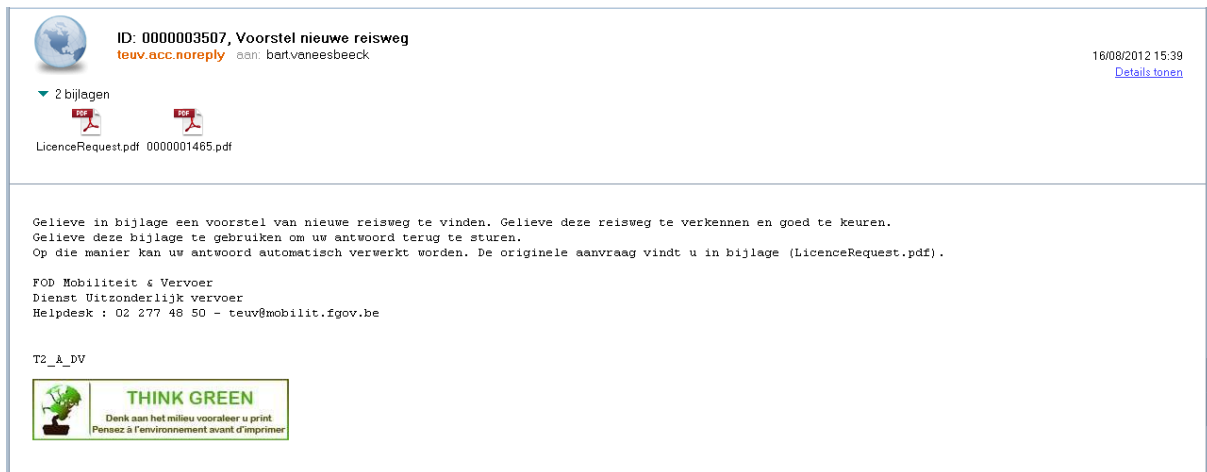 ID: 0000003507, Voorstel nieuwe reisweg
teuv.acc.noreply aan: bart.vaneesbeeck
16/08/2012 15:39
Details tonen
2 bijlagen
LicenceRequest.pdf 0000001465.pdf
Gelieve in bijlage een voorstel van nieuwe reisweg te vinden. Gelieve deze reisweg te verkennen en goed te keuren.
Gelieve deze bijlage te gebruiken om uw antwoord terug te sturen.
Op die manier kan uw antwoord automatisch verwerkt worden. De originele aanvraag vindt u in bijlage (LicenceRequest.pdf).
FOD Mobiliteit & Vervoer
Dienst Uitzonderlijk vervoer
Helpdesk : 02 277 48 50 - teuv@mobilit.fgov.be
T2_A_DV
THINK GREEN
Denk aan het milieu vooraleer u print
Pensez à l'environnement avant d'imprimer